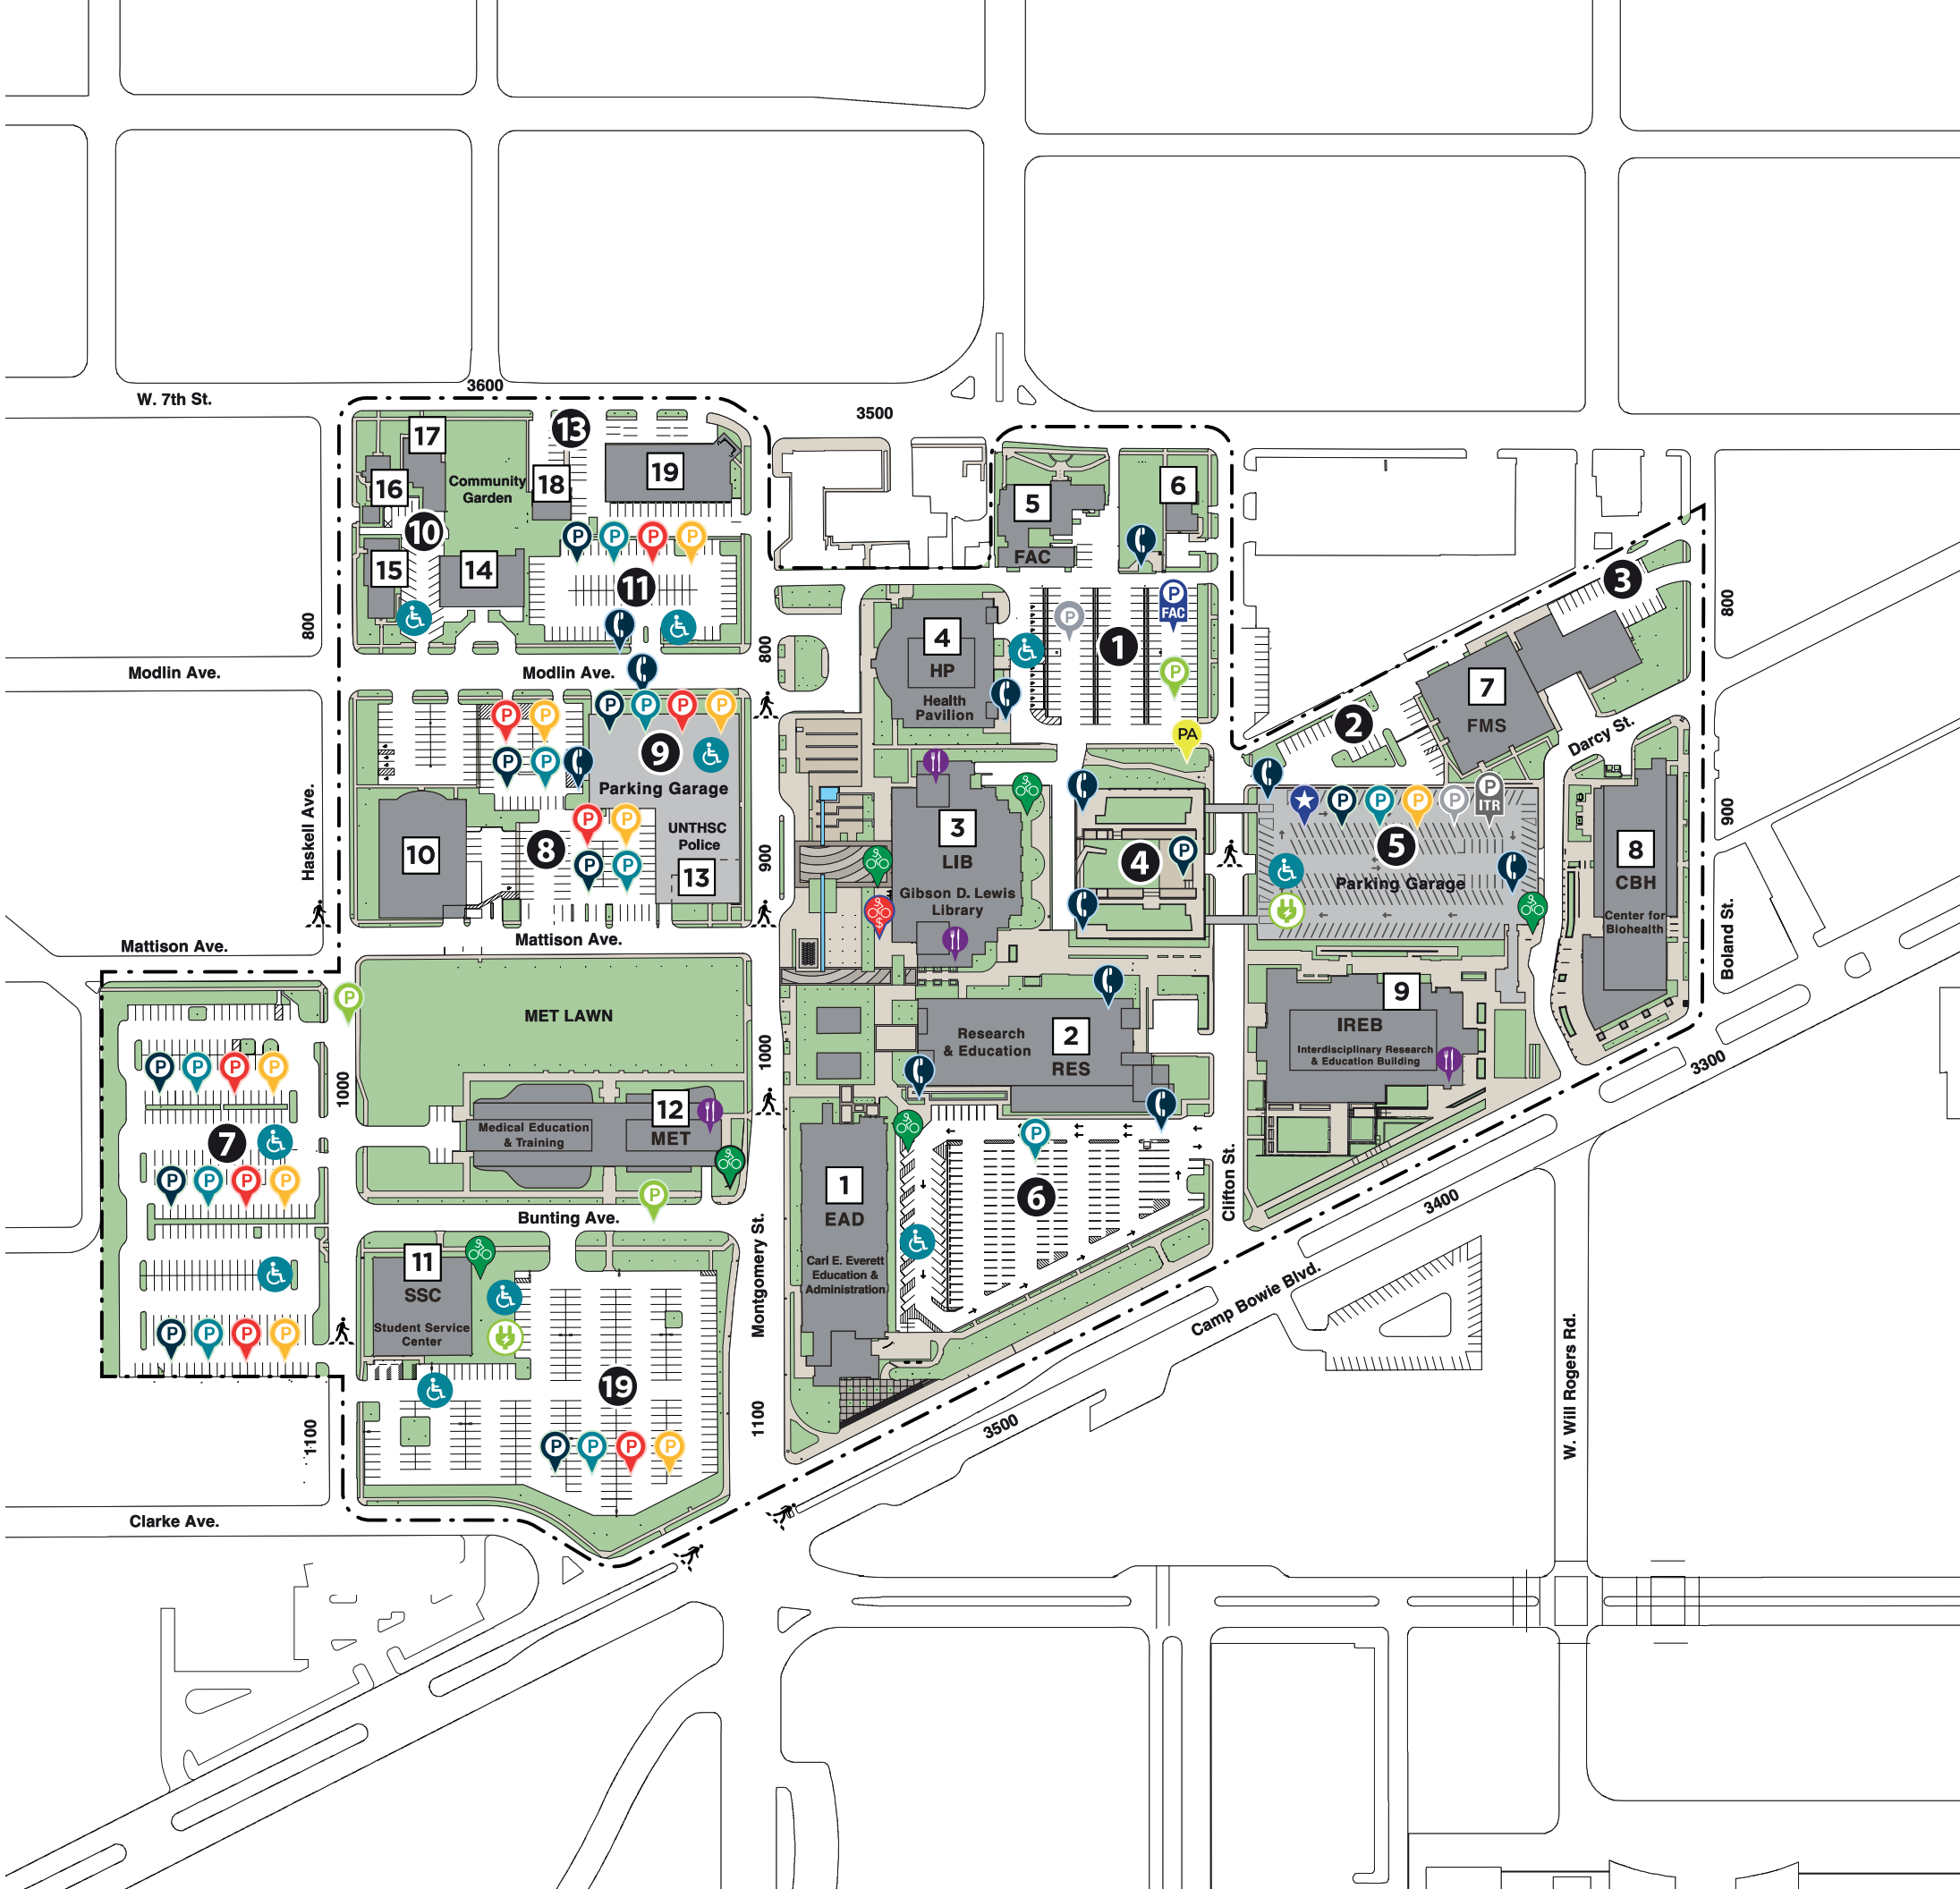 3600
W. 7th St.
3500
13
17
19
18
16
Community
Garden
5
6
10
P
P
P
P
FAC
15
14
11
3
P
FAC
800
800
800
P
4
HP
1
Modlin Ave.
Modlin Ave.
P
7
FMS
Health
Pavilion
P
P
P
P
P
P
2
Darcy St.
PA
9
P
P
Parking Garage
P
P
P
P
P
ITR
Haskell Ave.
900
P
P
UNTHSC
Police
3
LIB
5
8
CBH
10
8
900
4
P
P
P
13
Parking Garage
Gibson D. Lewis
Library
$
Center for
Biohealth
Mattison Ave.
Mattison Ave.
Boland St.
P
MET LAWN
9
IREB
Interdisciplinary Research
& Education Building
Research
& Education
2
RES
1000
1000
3300
P
P
P
P
12
MET
Medical Education
& Training
7
P
P
P
P
P
P
1
EAD
6
Clifton St.
3400
Bunting Ave.
Montgomery St.
11
SSC
Student Service
Center
Carl E. Everett
Education &
Administration
Camp Bowie Blvd.
P
P
P
P
19
W. Will Rogers Rd.
1100
1100
3500
P
P
P
P
Clarke Ave.